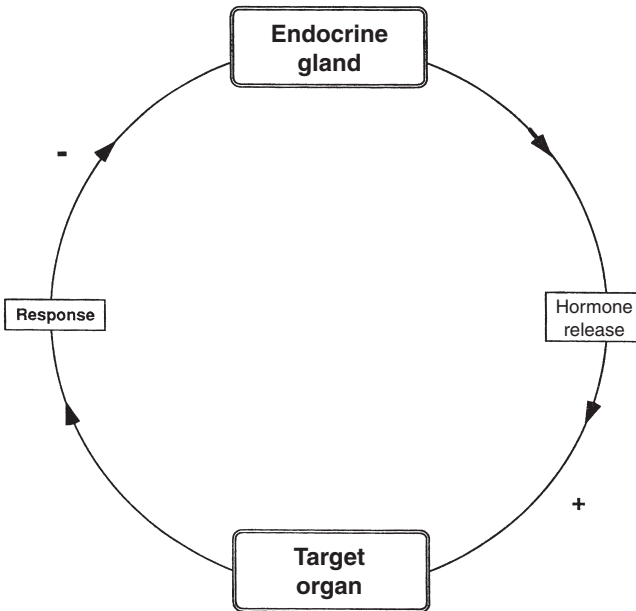 Endocrine
gland
-
Response
Hormone
release
+
Target
organ